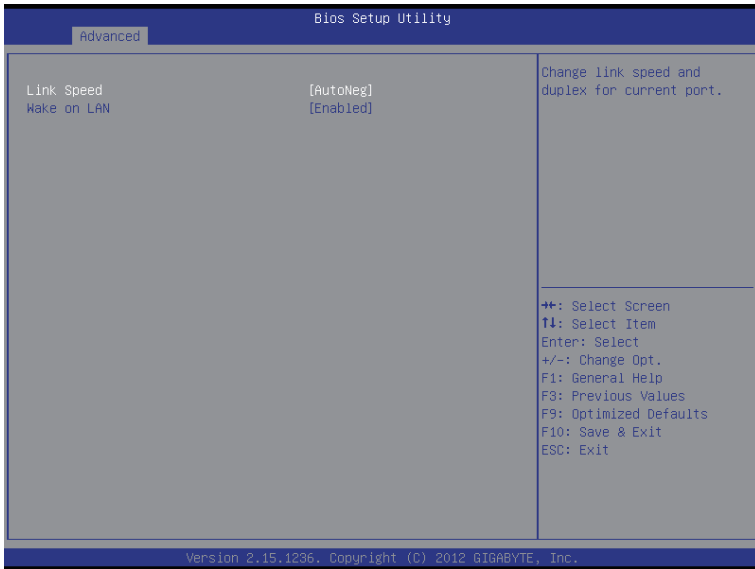 Bios Setup Utility
Advanced
Link Speed [AutoNeg]
Wake on LAN [Enabled]
Change link speed and
duplex for current port.
→←: Select Screen
↑↓: Select Item
Enter: Select
+/-: Change Opt.
F1: General Help
F3: Previous Values
F9: Optimized Defaults
F10: Save & Exit
ESC: Exit
Version 2.15.1236. Copyright (C) 2012 GIGABYTE, Inc.